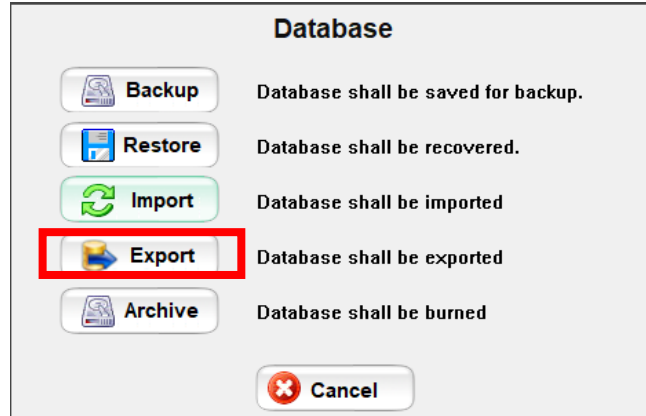 Database
Backup Database shall be saved for backup.
Restore Database shall be recovered.
Import Database shall be imported
Export Database shall be exported
Archive Database shall be burned
Cancel